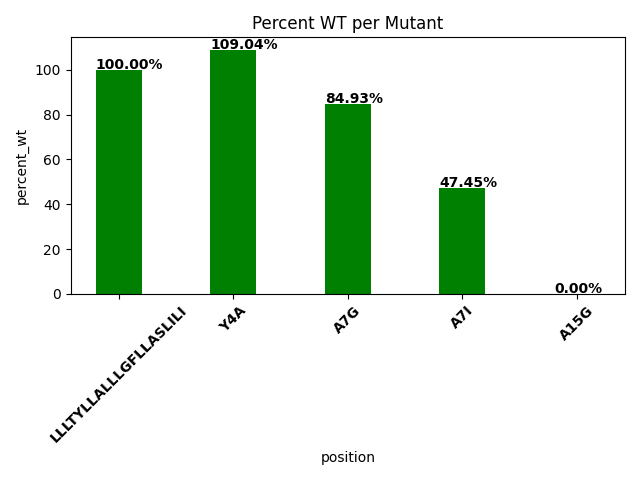 Percent WT per Mutant
percent_wt
100
80
60
40
20
0
100.00%
109.04%
84.93%
47.45%
0.00%
LLLTYLLALLLGFLLASLILI
Y4A
A7G
A7I
A15G
position